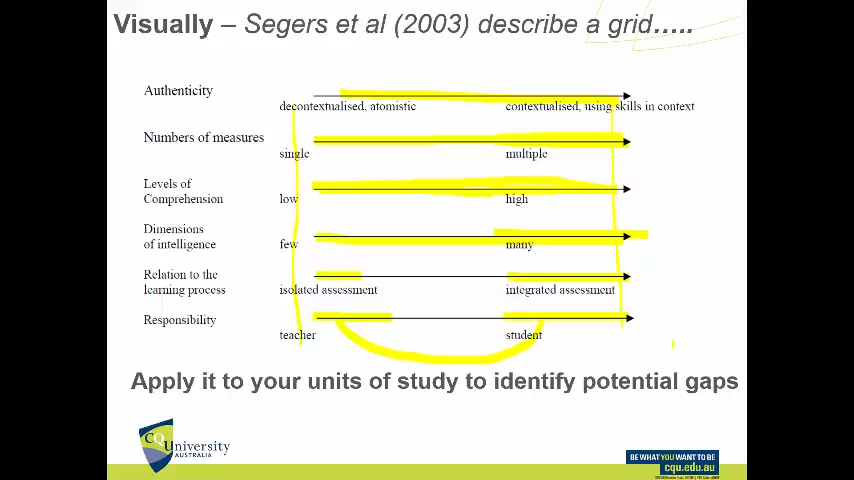 Visually – Segers et al (2003) describe a grid…..
Authenticity
decontextualised, atomistic
contextualised, using skills in context
Numbers of measures
single
multiple
Levels of
Comprehension
low
high
Dimensions
of intelligence
few
many
Relation to the
learning process
isolated assessment
integrated assessment
Responsibility
teacher
student
Apply it to your units of study to identify potential gaps
CQUniversity
AUSTRALIA
BE WHAT YOU WANT TO BE
cqu.edu.au